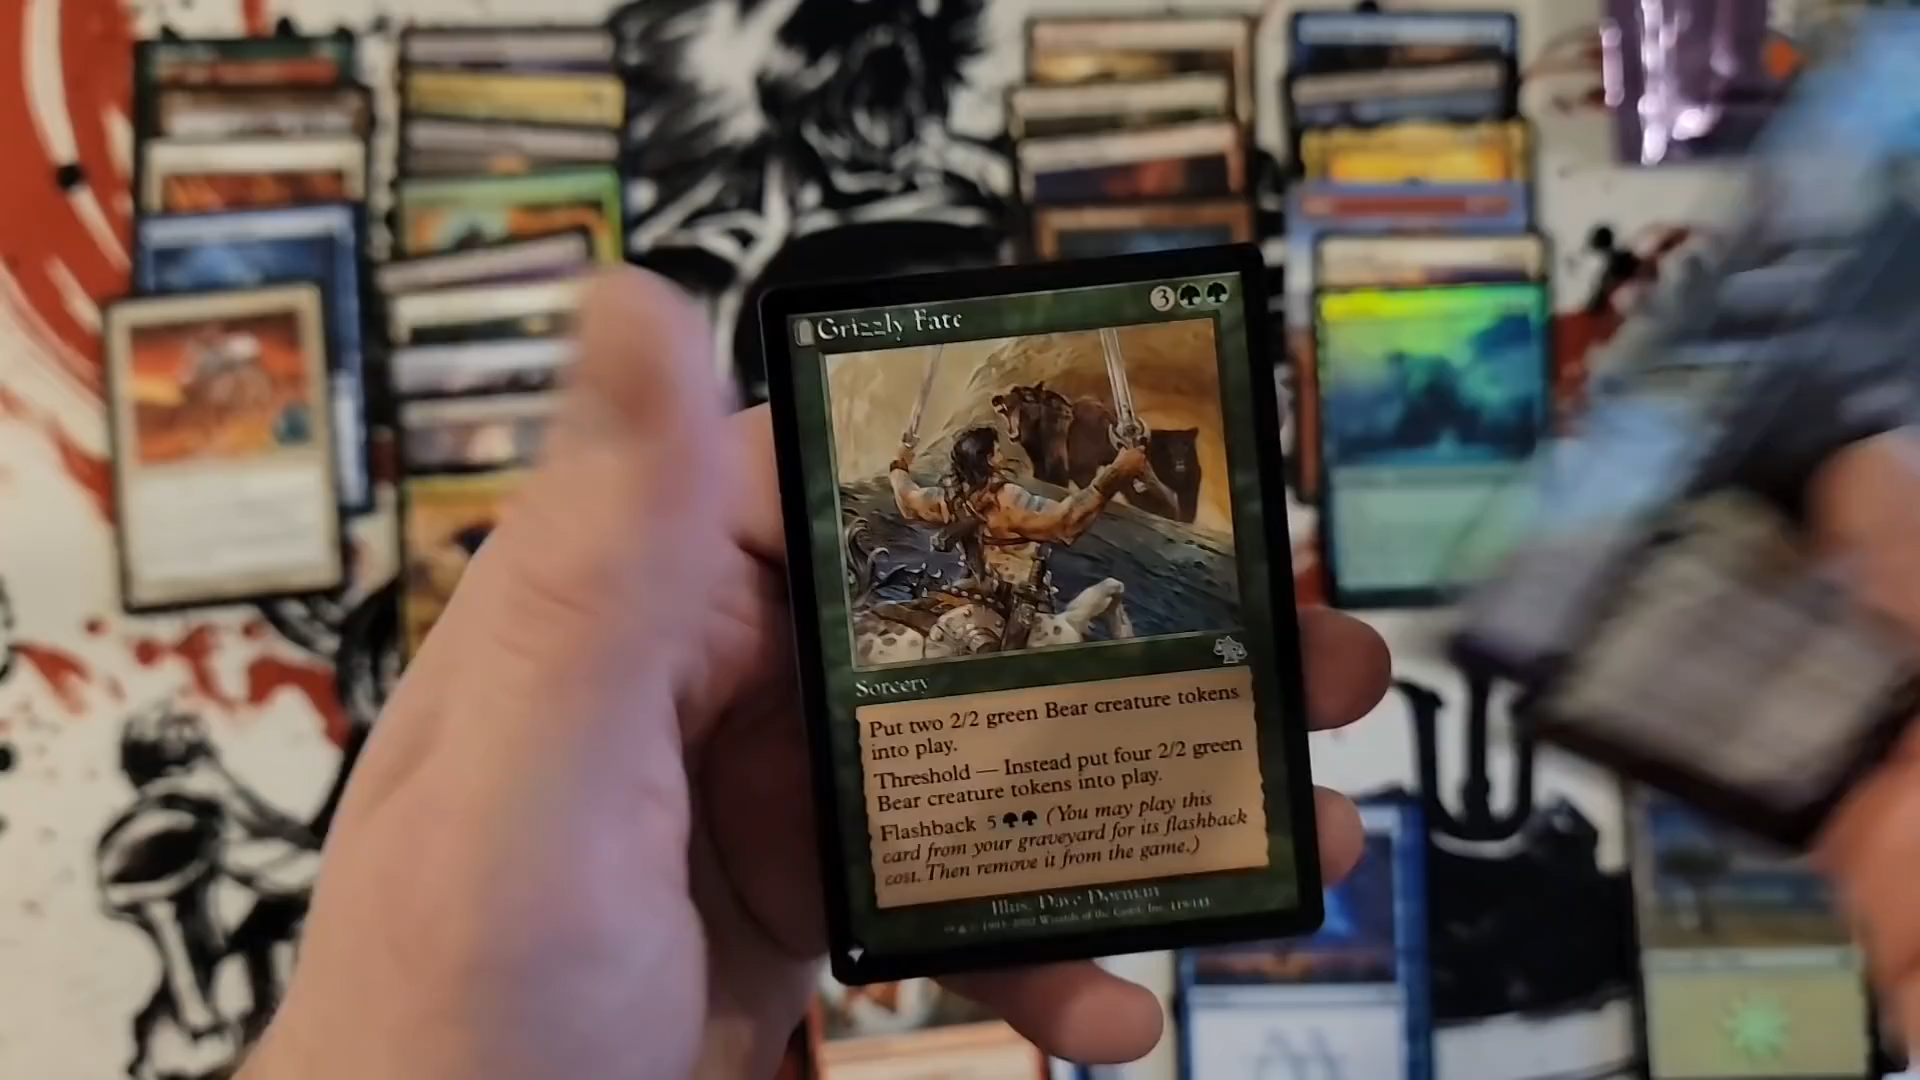 Grizzly Fate
3
Sorcery
Put two 2/2 green Bear creature tokens
into play.
Threshold — Instead put four 2/2 green
Bear creature tokens into play.
Flashback 5 (You may play this
card from your graveyard for its flashback
cost. Then remove it from the game.)
Illus. Dave Dorman